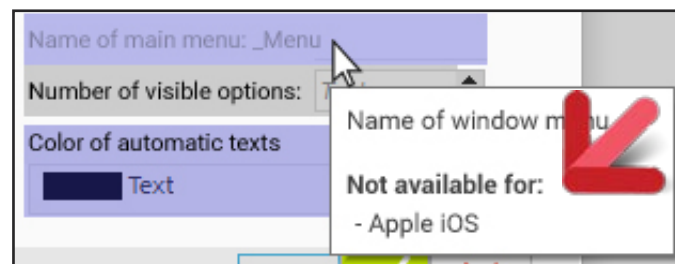 Name of main menu: _Menu
Number of visible options:
Name of window
Color of automatic texts
Text
Not available for:
- Apple iOS